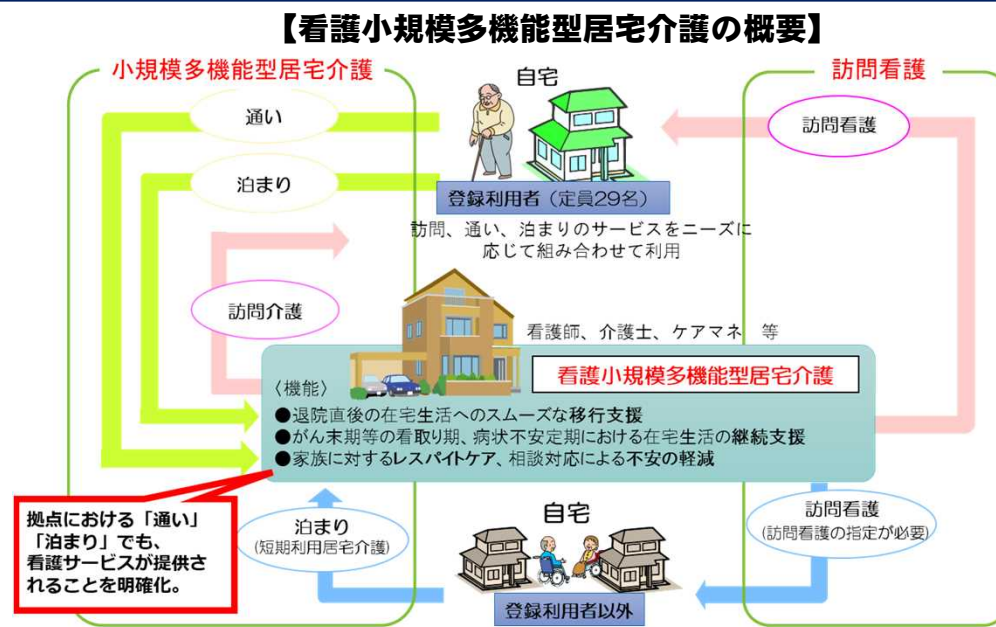 【看護小規模多機能型居宅介護の概要】
小規模多機能型居宅介護
自宅
訪問看護
通い
訪問看護
泊まり
登録利用者（定員29名）
訪問、通い、泊まりのサービスをニーズに
応じて組み合わせて利用
訪問介護
看護師、介護士、ケアマネ　等
看護小規模多機能型居宅介護
〈機能〉
●退院直後の在宅生活へのスムーズな移行支援
●がん末期等の看取り期、病状不安定期における在宅生活の継続支援
●家族に対するレスパイトケア、相談対応による不安の軽減
拠点における「通い」
「泊まり」でも、
看護サービスが提供さ
れることを明確化。
泊まり
(短期利用居宅介護)
自宅
訪問看護
(訪問看護の指定が必要)
登録利用者以外